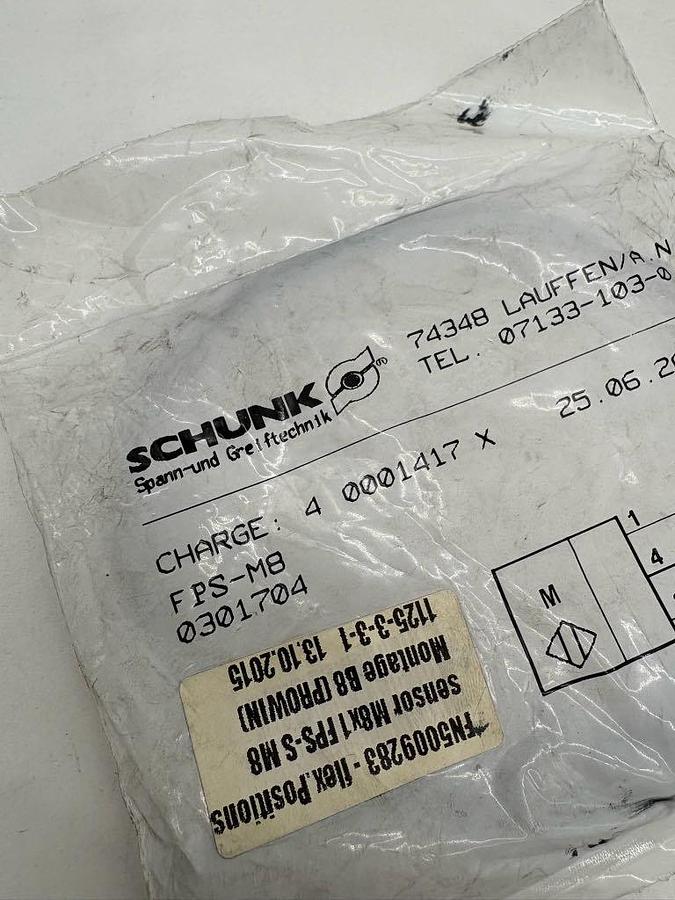 74348 LAUFFEN/A.N
TEL. 07133-103-0
SCHUNK ®
Spann-und Greiftechnik
25.06.20
CHARGE: 4 0001417 X
FPS-M8
0301704
1
4
M
FN5009283 - flex.Positions
sensor M8x1 FPS-S M8
Montage B8 (PROWIN)
1125-3-3-1 13.10.2015